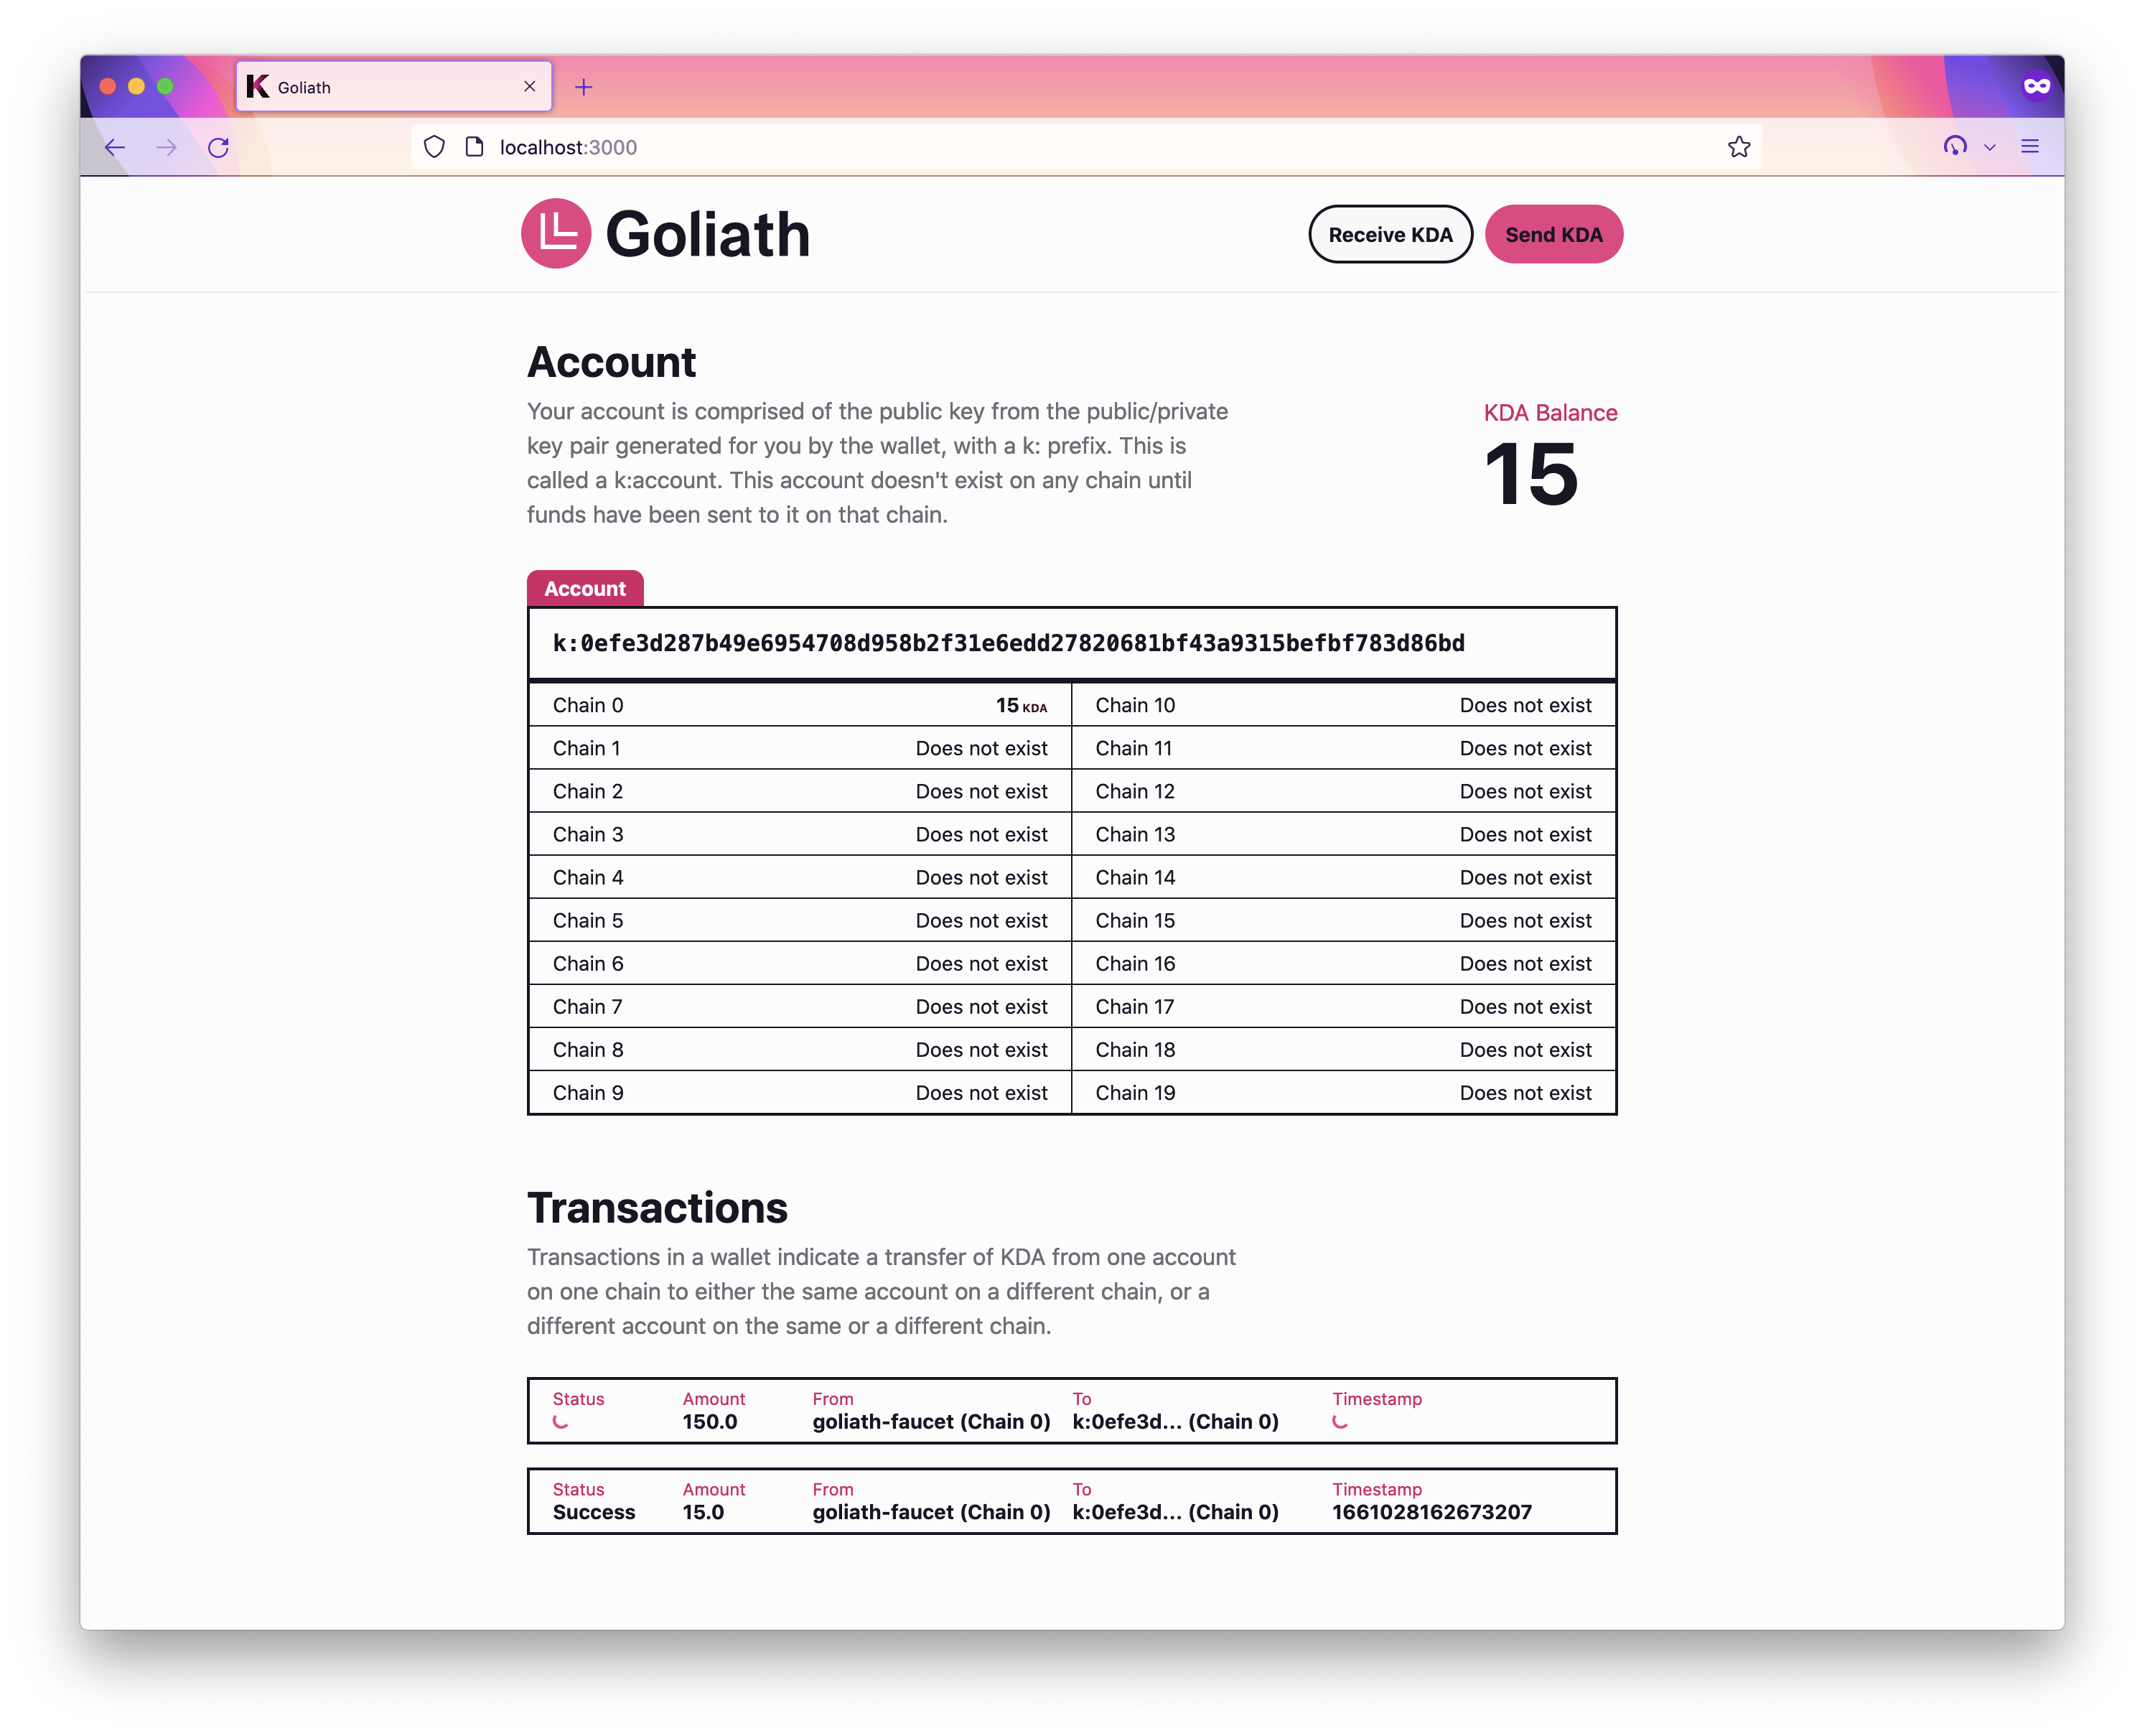 Goliath
localhost:3000
Goliath
Receive KDA
Send KDA
Account
Your account is comprised of the public key from the public/private
key pair generated for you by the wallet, with a k: prefix. This is
called a k:account. This account doesn't exist on any chain until
funds have been sent to it on that chain.
KDA Balance
15
Account
k:0efe3d287b49e6954708d958b2f31e6edd27820681bf43a9315befbf783d86bd
Chain 0 15 KDA Chain 10 Does not exist
Chain 1 Does not exist Chain 11 Does not exist
Chain 2 Does not exist Chain 12 Does not exist
Chain 3 Does not exist Chain 13 Does not exist
Chain 4 Does not exist Chain 14 Does not exist
Chain 5 Does not exist Chain 15 Does not exist
Chain 6 Does not exist Chain 16 Does not exist
Chain 7 Does not exist Chain 17 Does not exist
Chain 8 Does not exist Chain 18 Does not exist
Chain 9 Does not exist Chain 19 Does not exist
Transactions
Transactions in a wallet indicate a transfer of KDA from one account
on one chain to either the same account on a different chain, or a
different account on the same or a different chain.
Status Amount From To Timestamp
150.0 goliath-faucet (Chain 0) k:0efe3d... (Chain 0)
Status Amount From To Timestamp
Success 15.0 goliath-faucet (Chain 0) k:0efe3d... (Chain 0) 1661028162673207